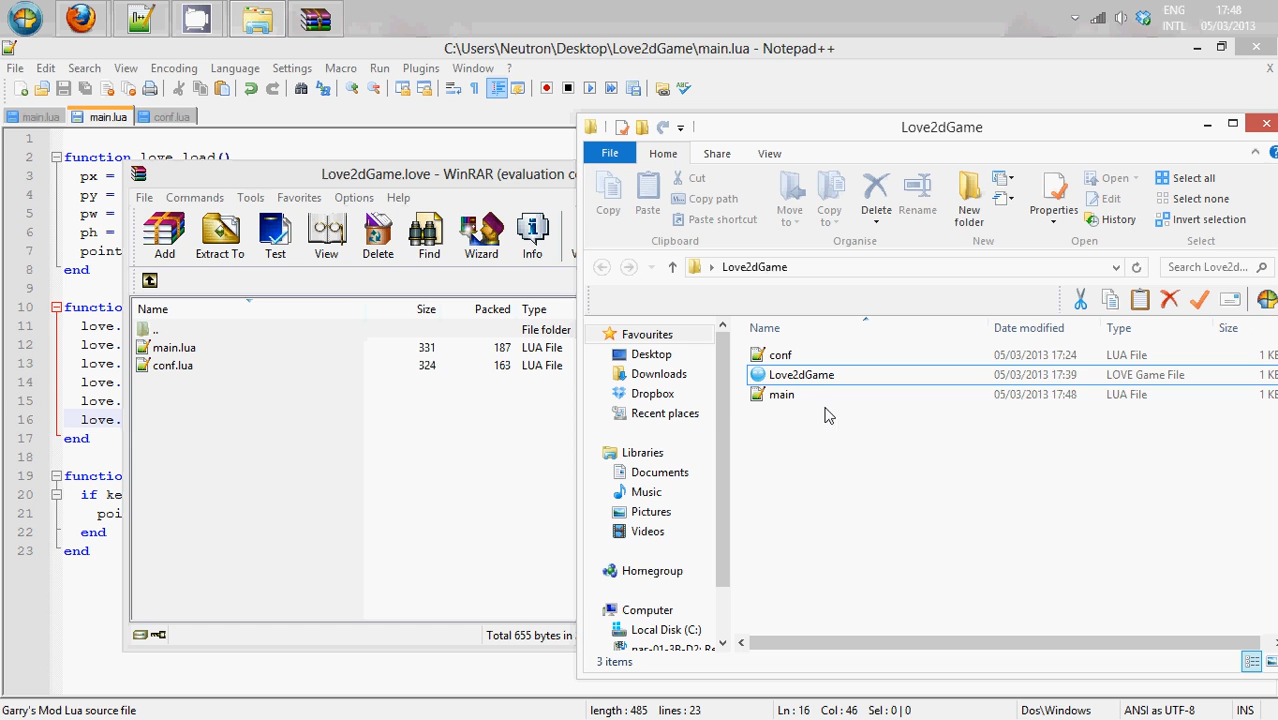 ENG 17:48
INTL 05/03/2013
C:\Users\Neutron\Desktop\Love2dGame\main.lua - Notepad++
File Edit Search View Encoding Language Settings Macro Run Plugins Window ? X
main.lua main.lua conf.lua
1
2 function love.load()
3 px =
4 py =
5 pw =
6 ph =
7 point
8 end
9
10 functio
11 love.
12 love.
13 love.
14 love.
15 love.
16 love.
17 end
18
19 functio
20 if ke
21 poi
22 end
23 end
Love2dGame.love - WinRAR (evaluation c
File Commands Tools Favorites Options Help
Add Extract To Test View Delete Find Wizard Info
Name Size Packed Type
.. File folder
main.lua 331 187 LUA File
conf.lua 324 163 LUA File
Total 655 bytes in
Love2dGame
File Home Share View
Copy Paste Cut Copy path Paste shortcut
Clipboard
Move to Copy to Delete Rename
Organise
New folder
New
Properties Open Edit History
Open
Select all Select none Invert selection
Select
Love2dGame Search Love2d...
Favourites
Desktop
Downloads
Dropbox
Recent places
Libraries
Documents
Music
Pictures
Videos
Homegroup
Computer
Local Disk (C:)
Name Date modified Type Size
conf 05/03/2013 17:24 LUA File 1 K
Love2dGame 05/03/2013 17:39 LOVE Game File 1 K
main 05/03/2013 17:48 LUA File 1 K
3 items
Garry's Mod Lua source file length : 485 lines : 23 Ln : 16 Col : 46 Sel : 0 | 0 Dos\Windows ANSI as UTF-8 INS